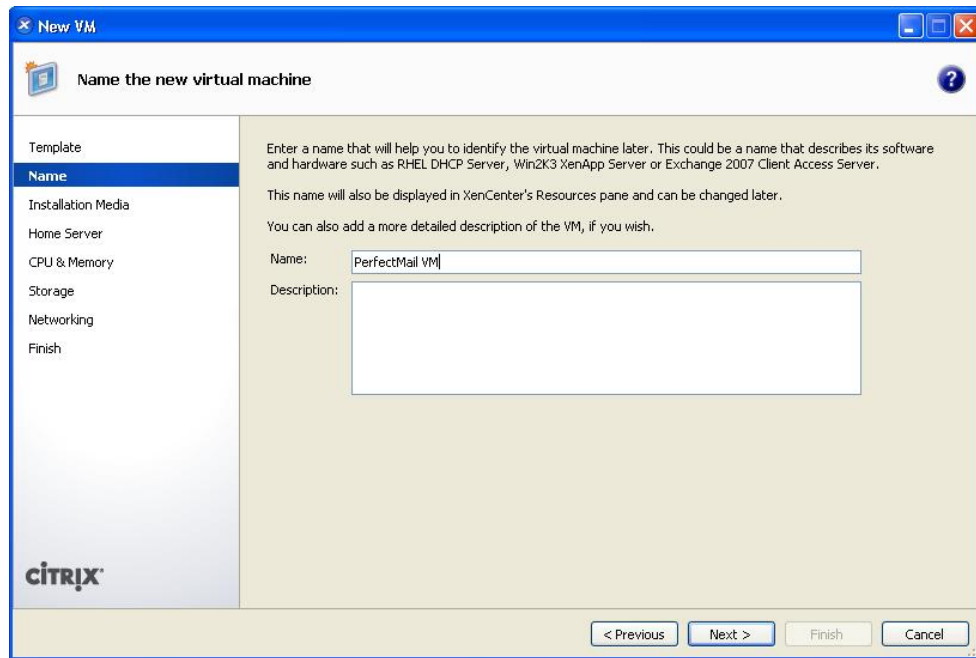 New VM
Name the new virtual machine
?
Template
Name
Installation Media
Home Server
CPU & Memory
Storage
Networking
Finish
CITRIX
Enter a name that will help you to identify the virtual machine later. This could be a name that describes its software
and hardware such as RHEL DHCP Server, Win2K3 XenApp Server or Exchange 2007 Client Access Server.
This name will also be displayed in XenCenter's Resources pane and can be changed later.
You can also add a more detailed description of the VM, if you wish.
Name: PerfectMail VM
Description:
< Previous Next > Finish Cancel